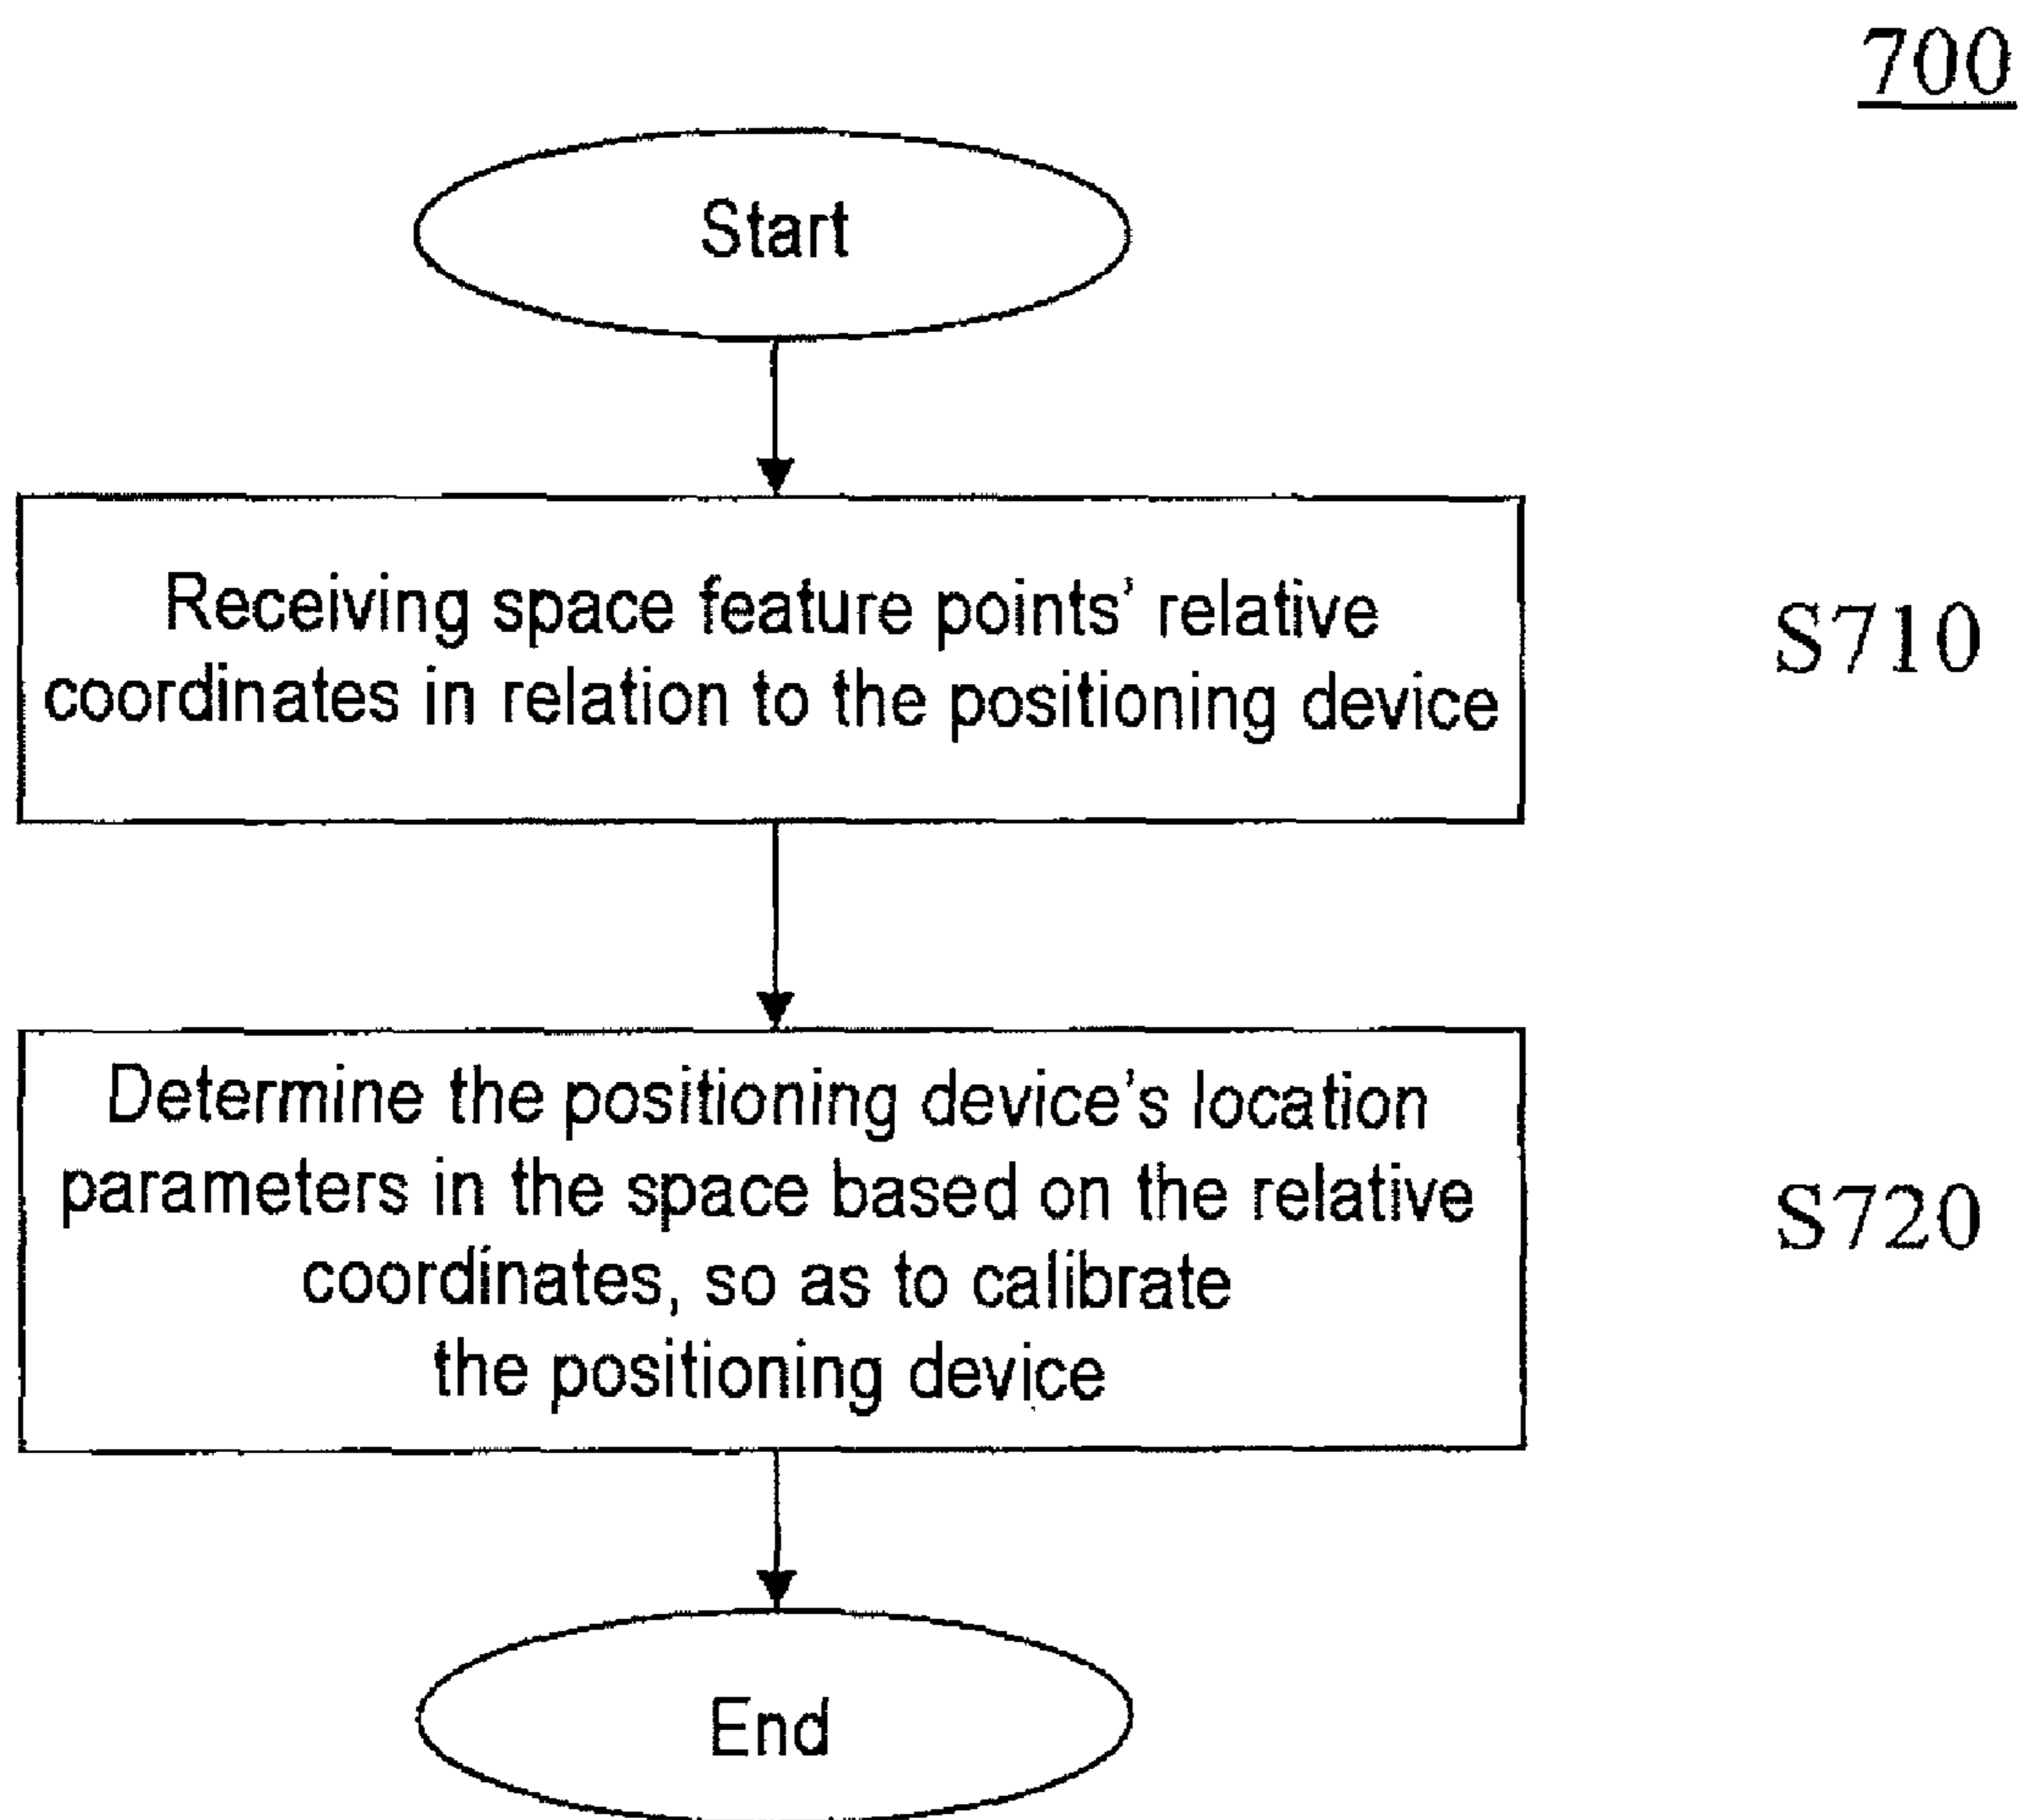 700
Start
Receiving space feature points' relative
coordinates in relation to the positioning device
S710
Determine the positioning device's location
parameters in the space based on the relative
coordinates, so as to calibrate
the positioning device
S720
End